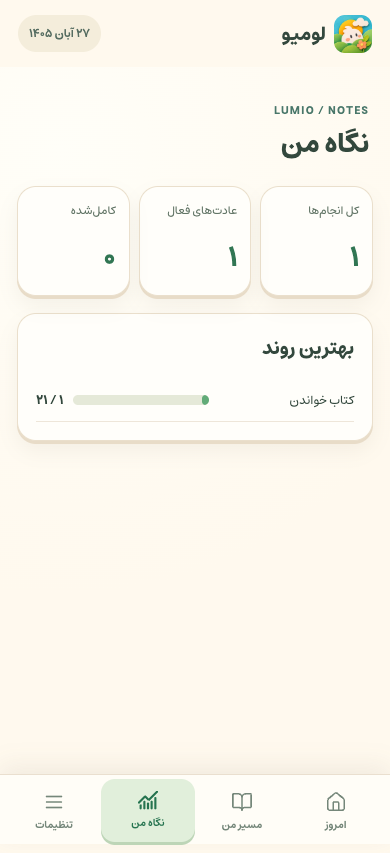 لومیو
۲۷ آبان ۱۴۰۵
LUMIO / NOTES
نگاه من
کل انجام‌ها
۱
عادت‌های فعال
۱
کامل‌شده
۰
بهترین روند
کتاب خواندن
۲۱ / ۱
امروز
مسیر من
نگاه من
تنظیمات